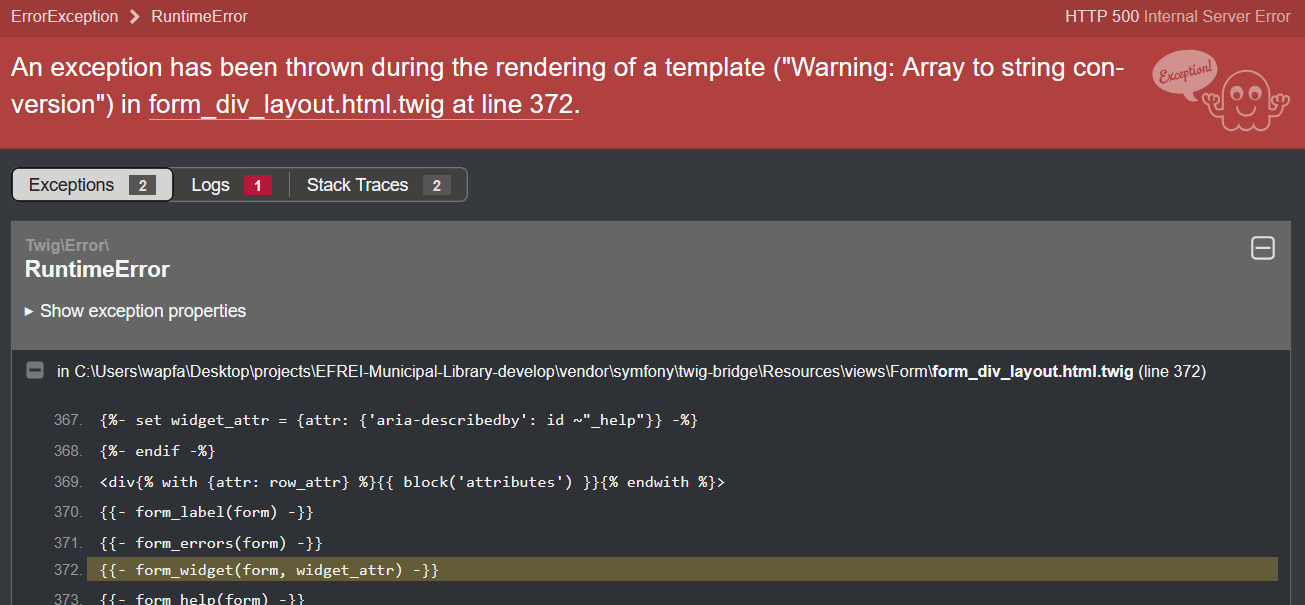 ErrorException > RuntimeError HTTP 500 Internal Server Error
An exception has been thrown during the rendering of a template ("Warning: Array to string con-
version") in form_div_layout.html.twig at line 372.
Exception!
Exceptions 2 Logs 1 Stack Traces 2
Twig\Error\
RuntimeError
▸ Show exception properties
in C:\Users\wapfa\Desktop\projects\EFREI-Municipal-Library-develop\vendor\symfony\twig-bridge\Resources\views\Form\form_div_layout.html.twig (line 372)
367. {%- set widget_attr = {attr: {'aria-describedby': id ~"_help"}} -%}
368. {%- endif -%}
369. <div{% with {attr: row_attr} %}{{ block('attributes') }}{% endwith %}>
370. {{- form_label(form) -}}
371. {{- form_errors(form) -}}
372. {{- form_widget(form, widget_attr) -}}
373. {{- form_help(form) -}}